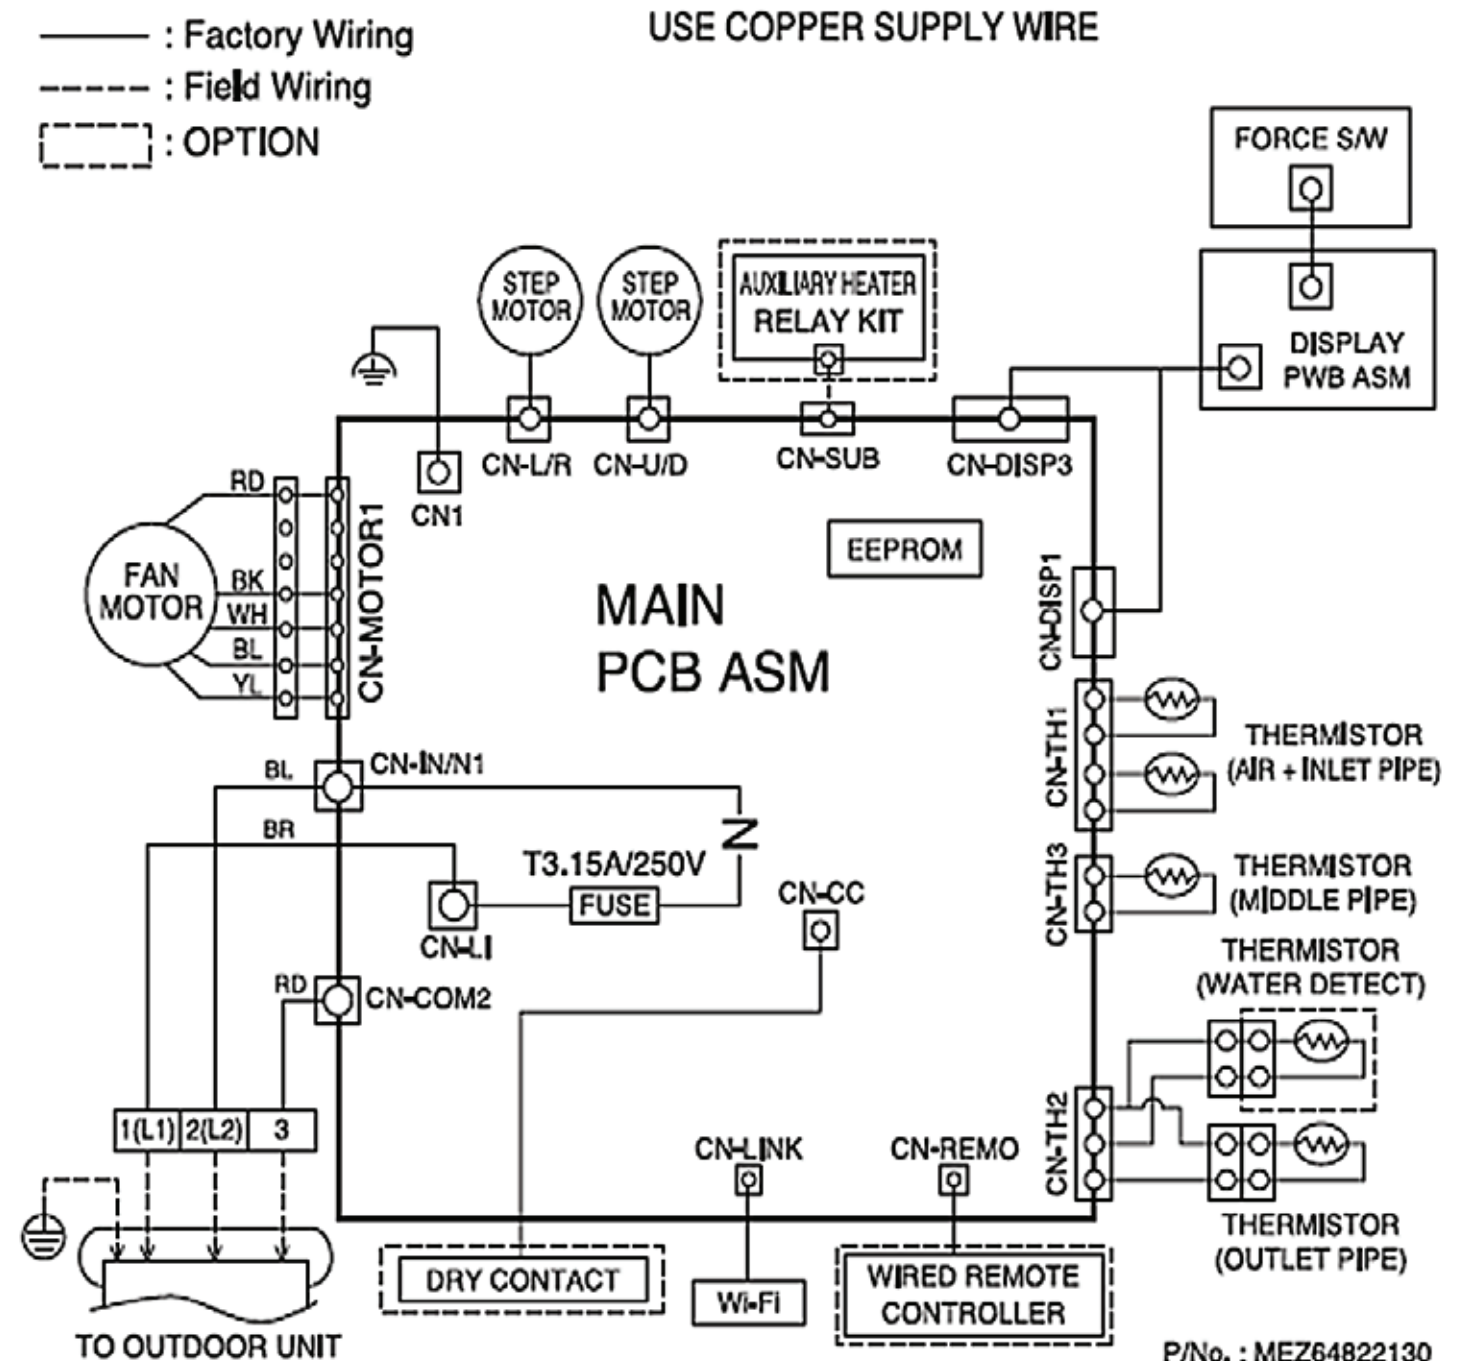 : Factory Wiring
: Field Wiring
: OPTION
USE COPPER SUPPLY WIRE
FORCE S/W
DISPLAY
PWB ASM
STEP
MOTOR
STEP
MOTOR
AUXILIARY HEATER
RELAY KIT
CN-L/R
CN-U/D
CN-SUB
CN-DISP3
CN1
RD
BK
WH
BL
YL
FAN
MOTOR
CN-MOTOR1
EEPROM
MAIN
PCB ASM
CN-DISP1
CN-TH1
THERMISTOR
(AIR + INLET PIPE)
BL
CN-IN/N1
BR
N
T3.15A/250V
FUSE
CN-LI
CN-CC
CN-TH3
THERMISTOR
(MIDDLE PIPE)
THERMISTOR
(WATER DETECT)
RD
CN-COM2
CN-TH2
1(L1)
2(L2)
3
CN-LINK
CN-REMO
THERMISTOR
(OUTLET PIPE)
DRY CONTACT
Wi-Fi
WIRED REMOTE
CONTROLLER
TO OUTDOOR UNIT
P/No. : MEZ64822130